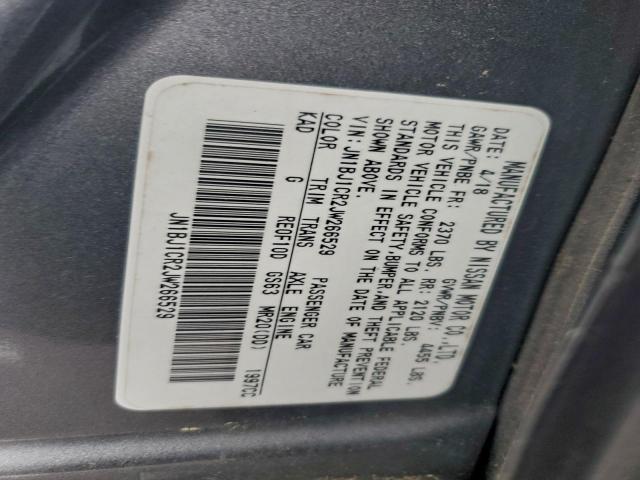 MANUFACTURED BY NISSAN MOTOR CO.,LTD.
DATE: 4/18 GVWR/PNBV: 4455 LBS.
GAWR/PNBE FR: 2370 LBS. RR: 2120 LBS.
THIS VEHICLE CONFORMS TO ALL APPLICABLE FEDERAL
MOTOR VEHICLE SAFETY,BUMPER,AND THEFT PREVENTION
STANDARDS IN EFFECT ON THE DATE OF MANUFACTURE
SHOWN ABOVE.
VIN:JN1BJ1CR2JW266529 PASSENGER CAR
COLOR TRIM TRANS AXLE ENGINE
KAD G RE0F10D GS63 MR20(DD) 1997CC
JN1BJ1CR2JW266529